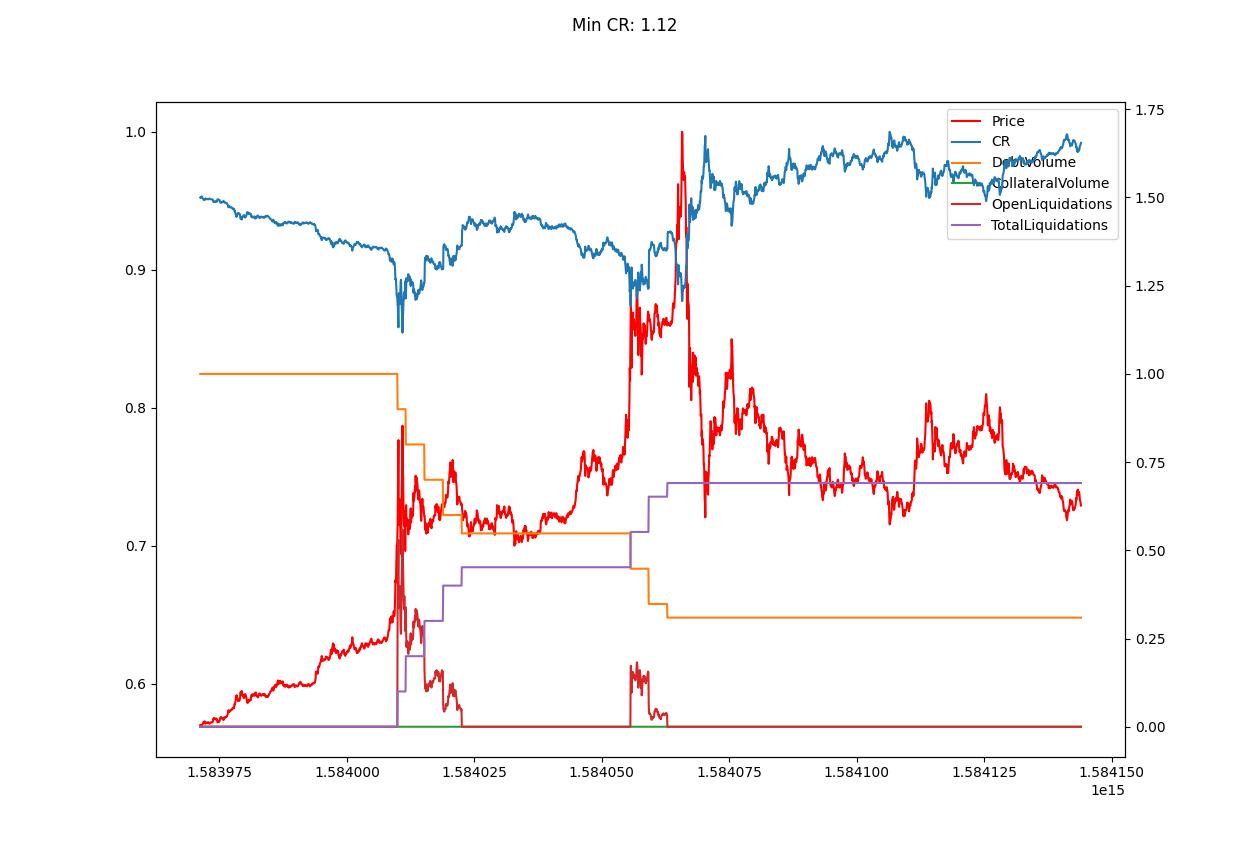 Min CR: 1.12
1.0
0.9
0.8
0.7
0.6
1.75
1.50
1.25
1.00
0.75
0.50
0.25
0.00
Price
CR
DebtVolume
CollateralVolume
OpenLiquidations
TotalLiquidations
1.583975 1.584000 1.584025 1.584050 1.584075 1.584100 1.584125 1.584150
1e15